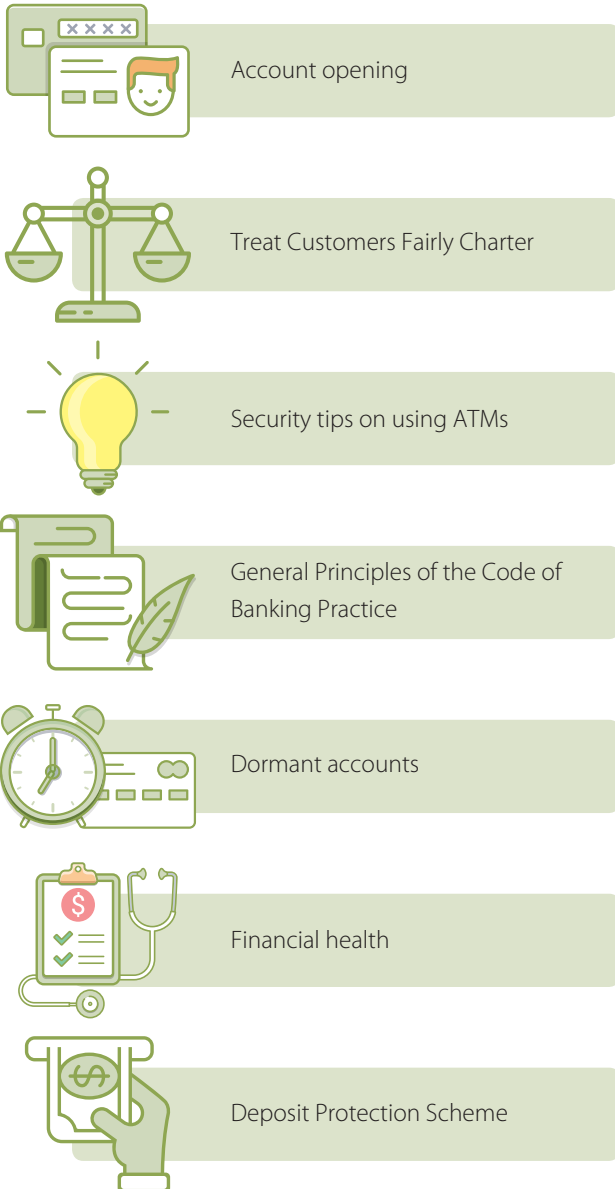 ××××
Account opening
Treat Customers Fairly Charter
Security tips on using ATMs
General Principles of the Code of
Banking Practice
Dormant accounts
$
Financial health
$
Deposit Protection Scheme